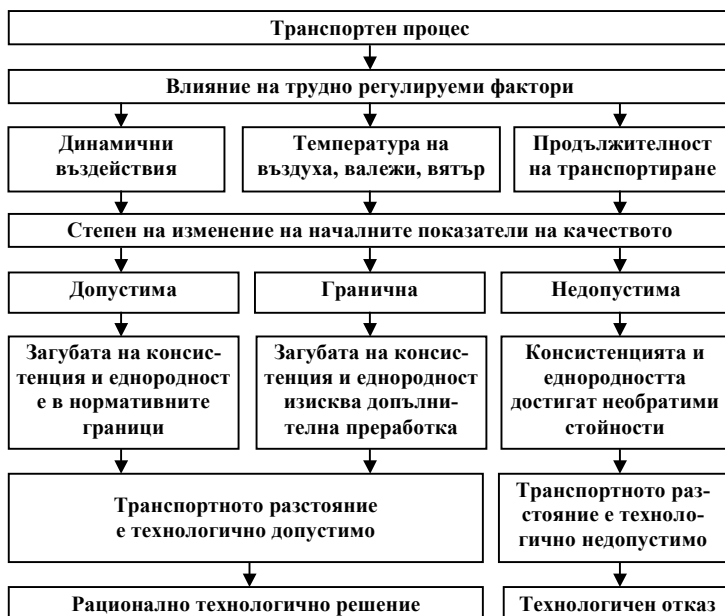 Транспортен процес
Влияние на трудно регулируеми фактори
Динамични
въздействия
Температура на
въздуха, валежи, вятър
Продължителност
на транспортиране
Степен на изменение на началните показатели на качеството
Допустима
Гранична
Недопустима
Загубата на консис-
тенция и еднородност
е в нормативните
граници
Загубата на консис-
тенция и еднородност
изисква допълни-
телна преработка
Консистенцията и
еднородността
достигат необратими
стойности
Транспортното разстояние
е технологично допустимо
Транспортното раз-
стояние е техноло-
гично недопустимо
Рационално технологично решение
Технологичен отказ